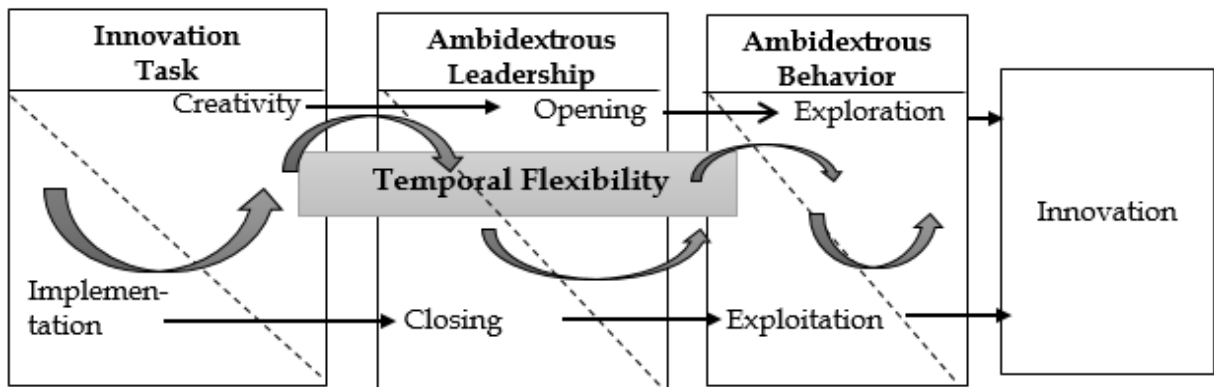 Innovation
Task
Ambidextrous
Leadership
Ambidextrous
Behavior
Creativity
Opening
Exploration
Temporal Flexibility
Innovation
Implemen-
tation
Closing
Exploitation